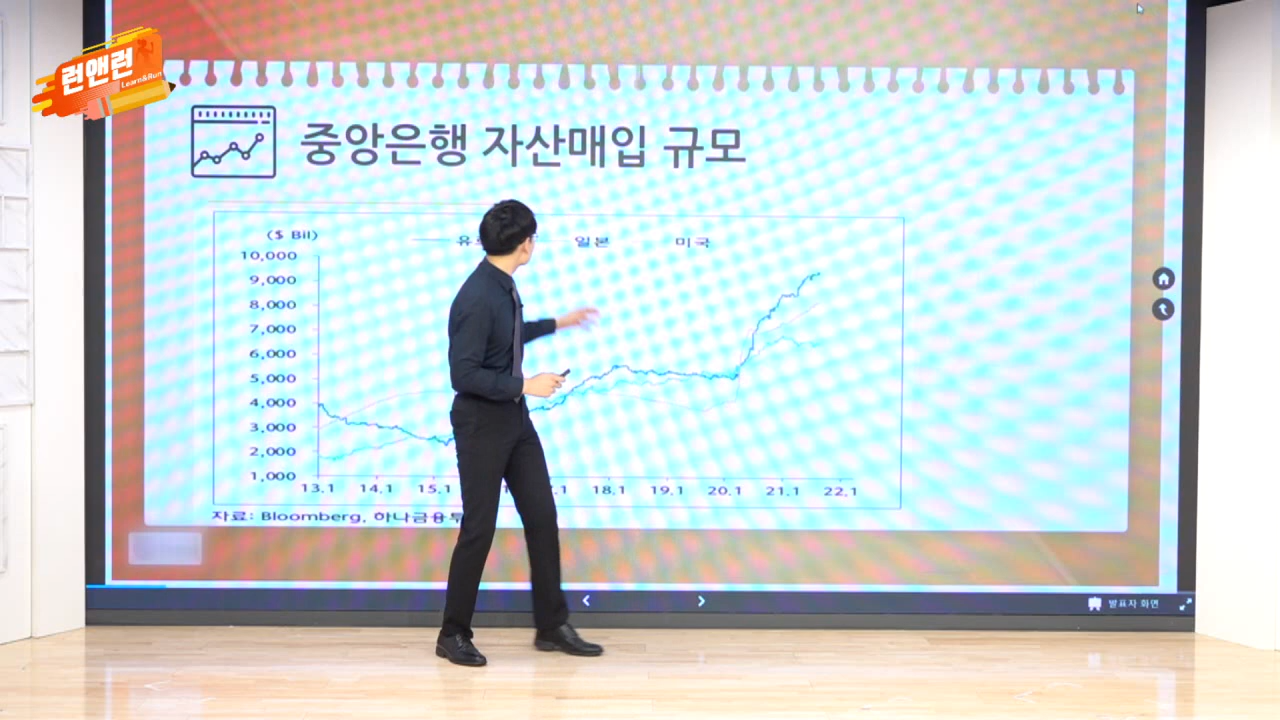 런앤런
Learn&Run
중앙은행 자산매입 규모
($ Bil)
일본 미국
10,000
9,000
8,000
7,000
6,000
5,000
4,000
3,000
2,000
1,000
13.1 14.1 15.1 18.1 19.1 20.1 21.1 22.1
자료: Bloomberg, 하나금융투
발표자 화면